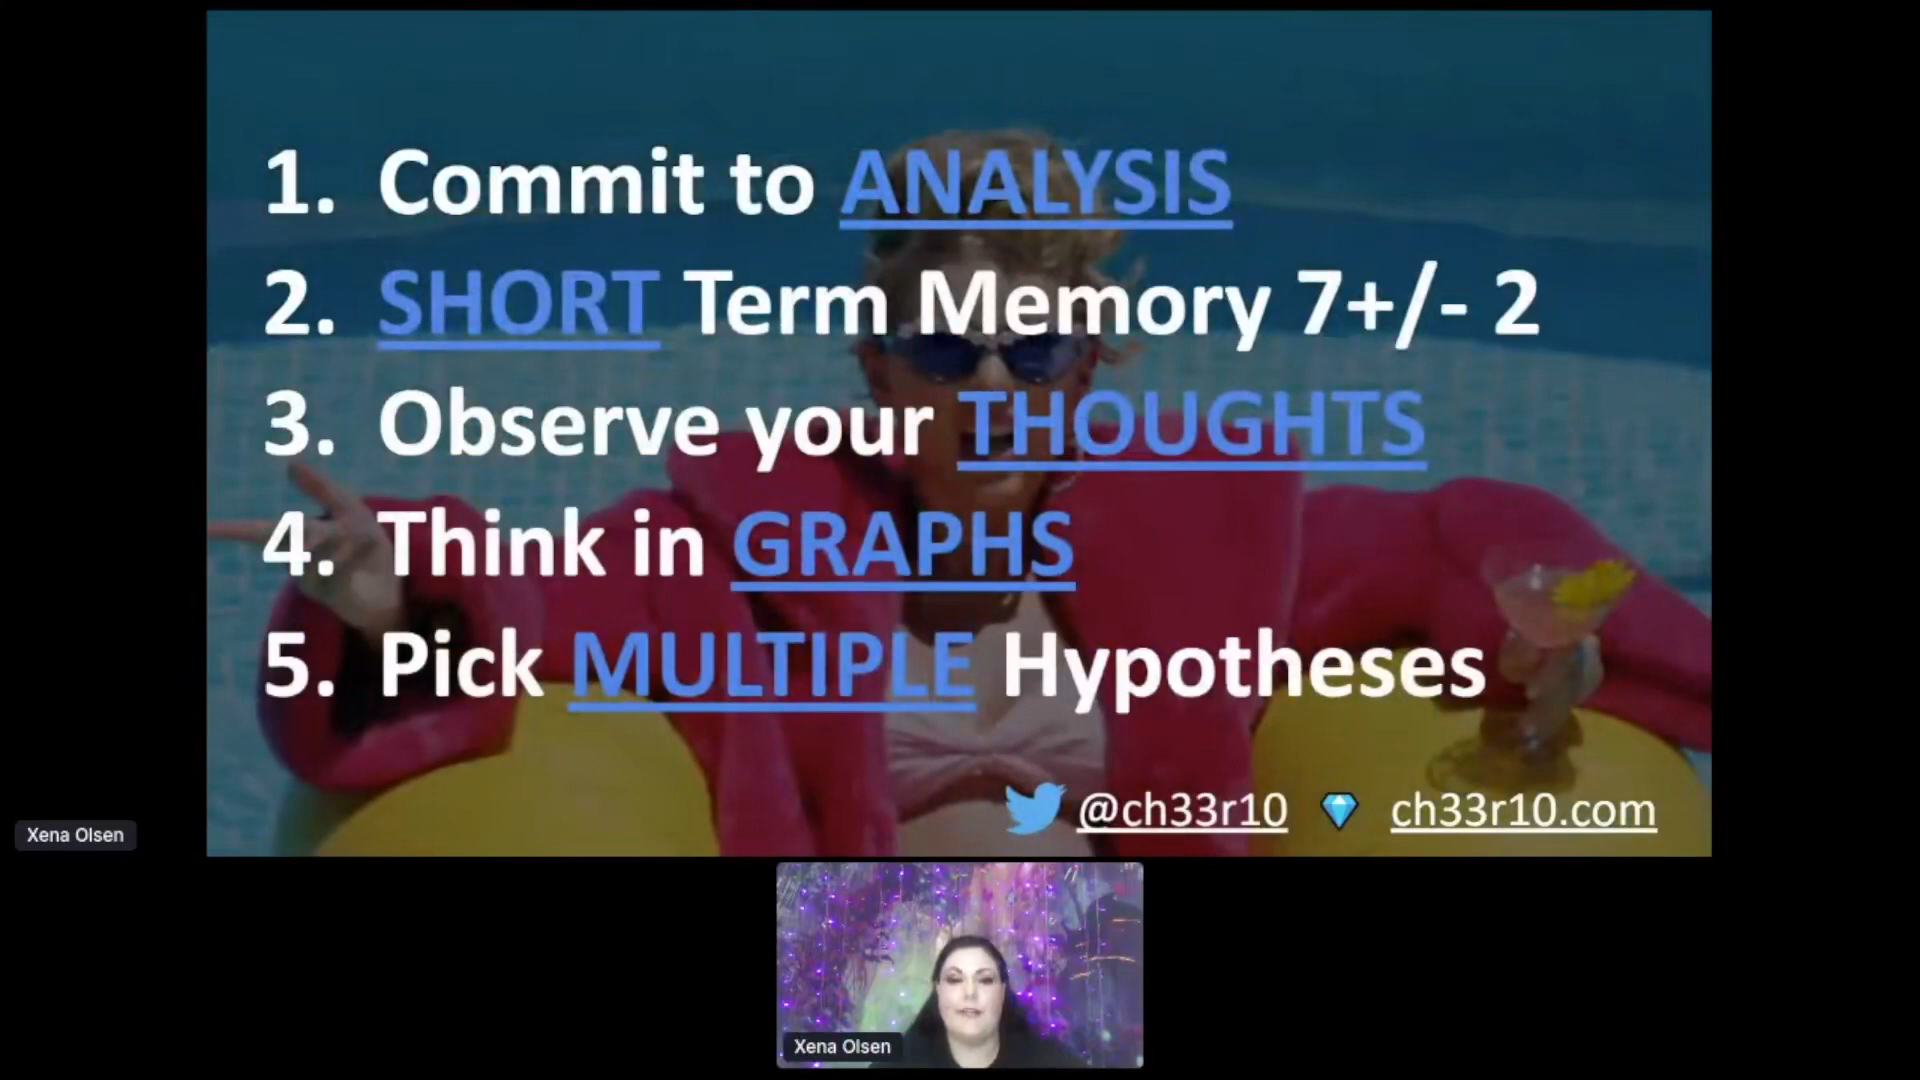 1. Commit to ANALYSIS
2. SHORT Term Memory 7+/- 2
3. Observe your THOUGHTS
4. Think in GRAPHS
5. Pick MULTIPLE Hypotheses
@ch33r10 ch33r10.com
Xena Olsen
Xena Olsen